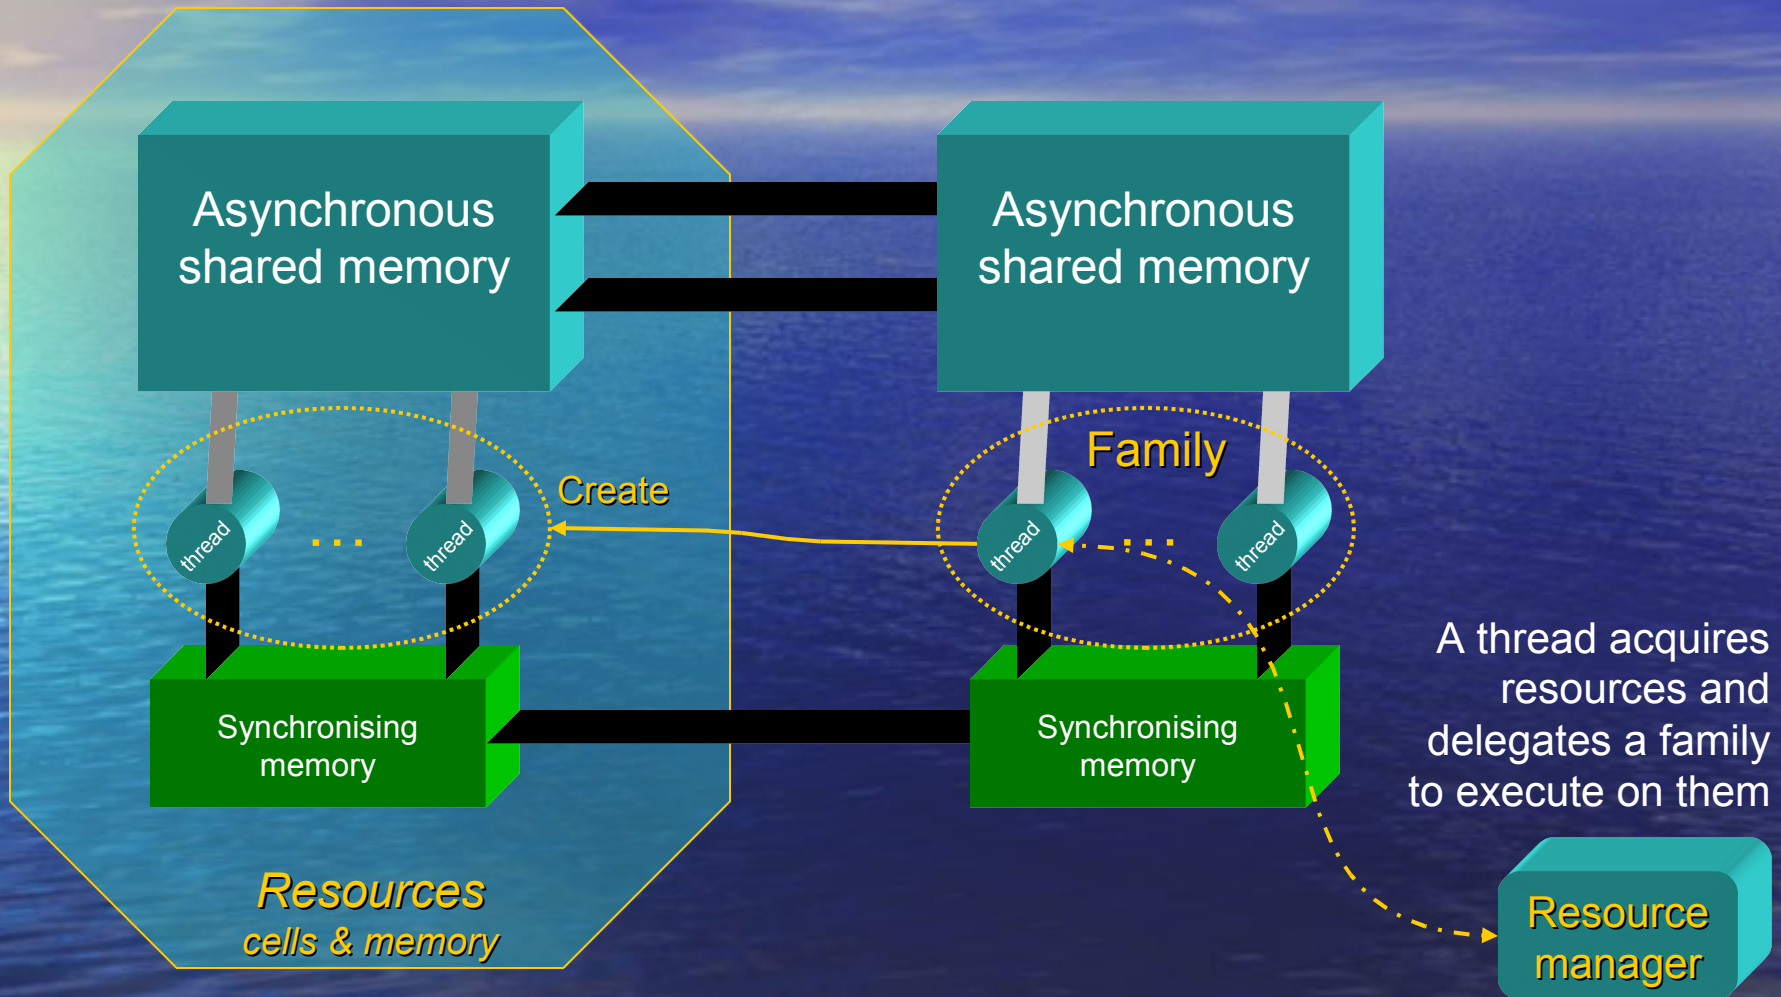 Asynchronous
shared memory
Asynchronous
shared memory
Family
Create
thread
...
thread
thread
...
thread
A thread acquires
resources and
delegates a family
to execute on them
Synchronising
memory
Synchronising
memory
Resources
cells & memory
Resource
manager